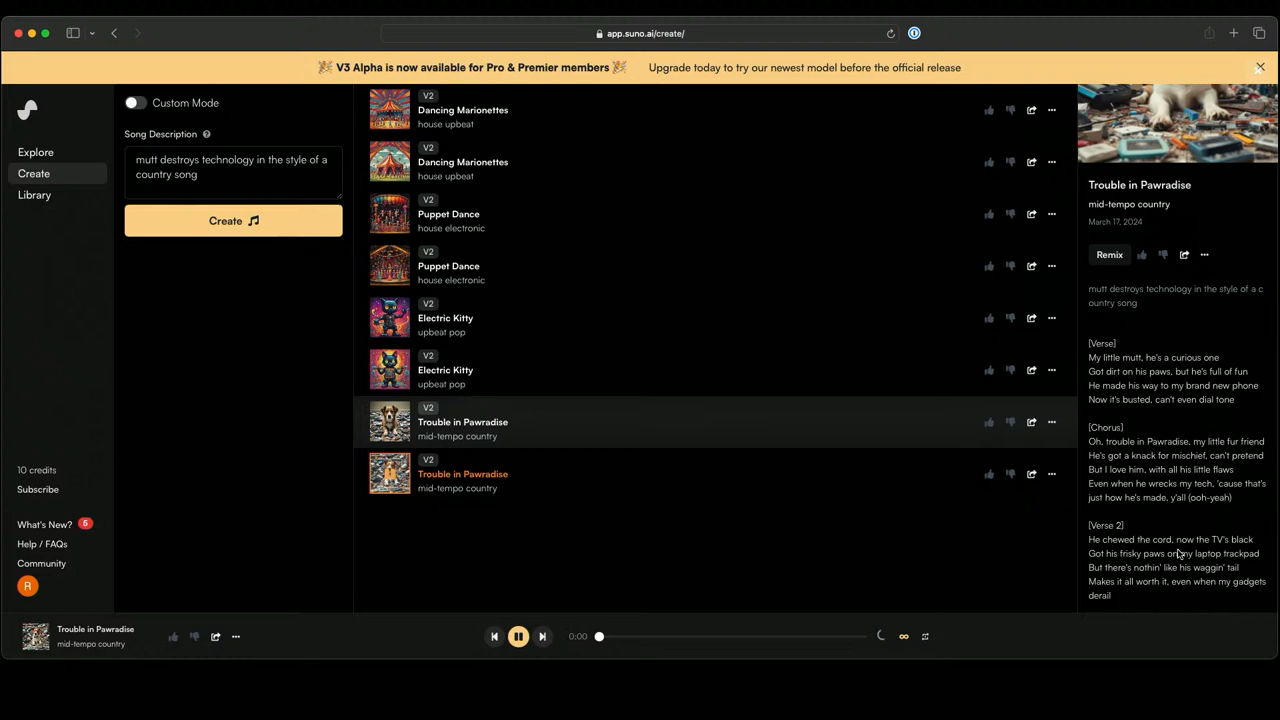 app.suno.ai/create/
🎉 V3 Alpha is now available for Pro & Premier members 🎉 Upgrade today to try our newest model before the official release
Explore
Create
Library
10 credits
Subscribe
What's New? 5
Help / FAQs
Community
R
Custom Mode
Song Description
mutt destroys technology in the style of a
country song
Create
V2
Dancing Marionettes
house upbeat
V2
Dancing Marionettes
house upbeat
V2
Puppet Dance
house electronic
V2
Puppet Dance
house electronic
V2
Electric Kitty
upbeat pop
V2
Electric Kitty
upbeat pop
V2
Trouble in Pawradise
mid-tempo country
V2
Trouble in Pawradise
mid-tempo country
Trouble in Pawradise
mid-tempo country
March 17, 2024
Remix
mutt destroys technology in the style of a c
ountry song
[Verse]
My little mutt, he's a curious one
Got dirt on his paws, but he's full of fun
He made his way to my brand new phone
Now it's busted, can't even dial tone
[Chorus]
Oh, trouble in Pawradise, my little fur friend
He's got a knack for mischief, can't pretend
But I love him, with all his little flaws
Even when he wrecks my tech, 'cause that's
just how he's made, y'all (ooh-yeah)
[Verse 2]
He chewed the cord, now the TV's black
Got his frisky paws on my laptop trackpad
But there's nothin' like his waggin' tail
Makes it all worth it, even when my gadgets
derail
Trouble in Pawradise
mid-tempo country
0:00